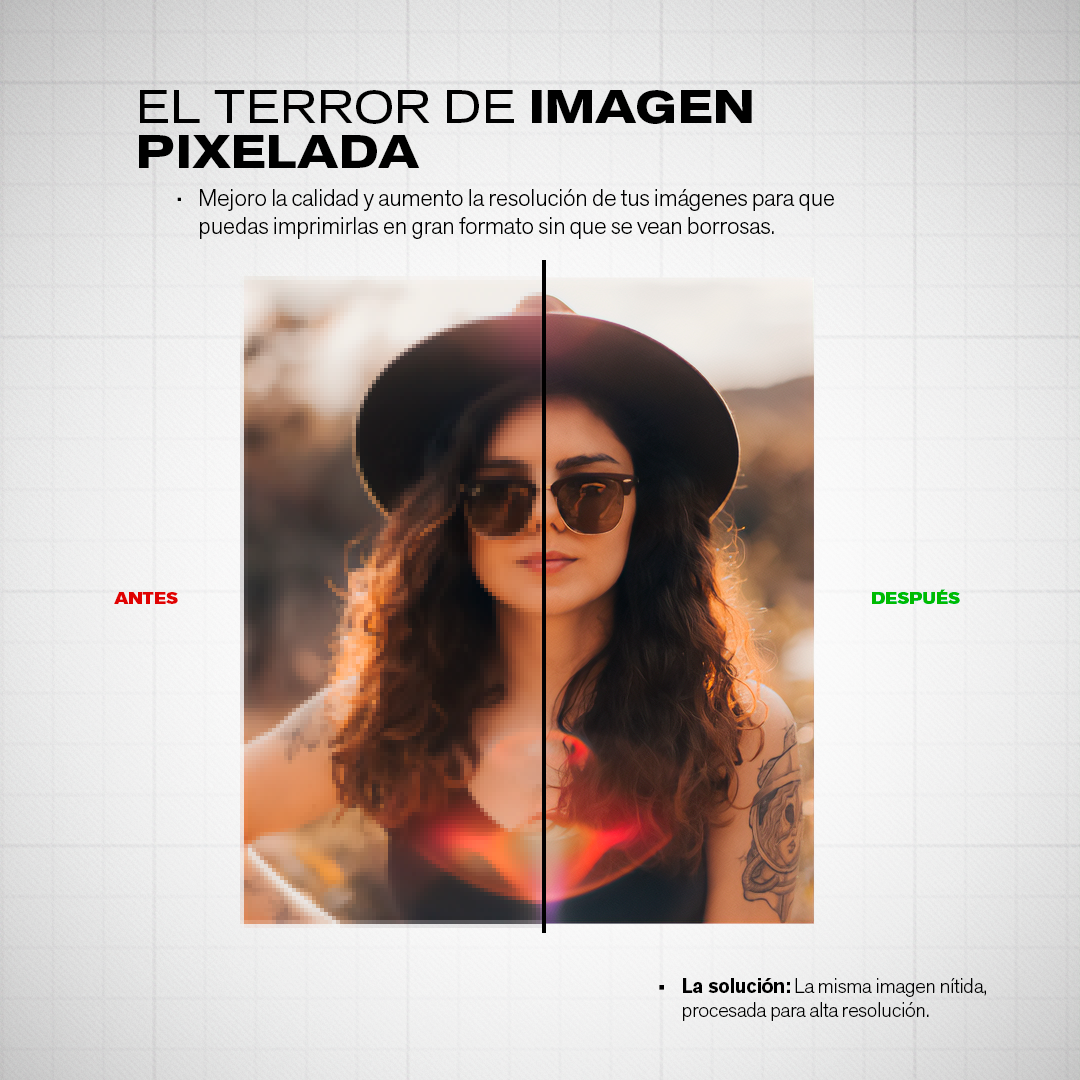 EL TERROR DE IMAGEN
PIXELADA
· Mejoro la calidad y aumento la resolución de tus imágenes para que
puedas imprimirlas en gran formato sin que se vean borrosas.
ANTES
DESPUÉS
· La solución: La misma imagen nítida,
procesada para alta resolución.